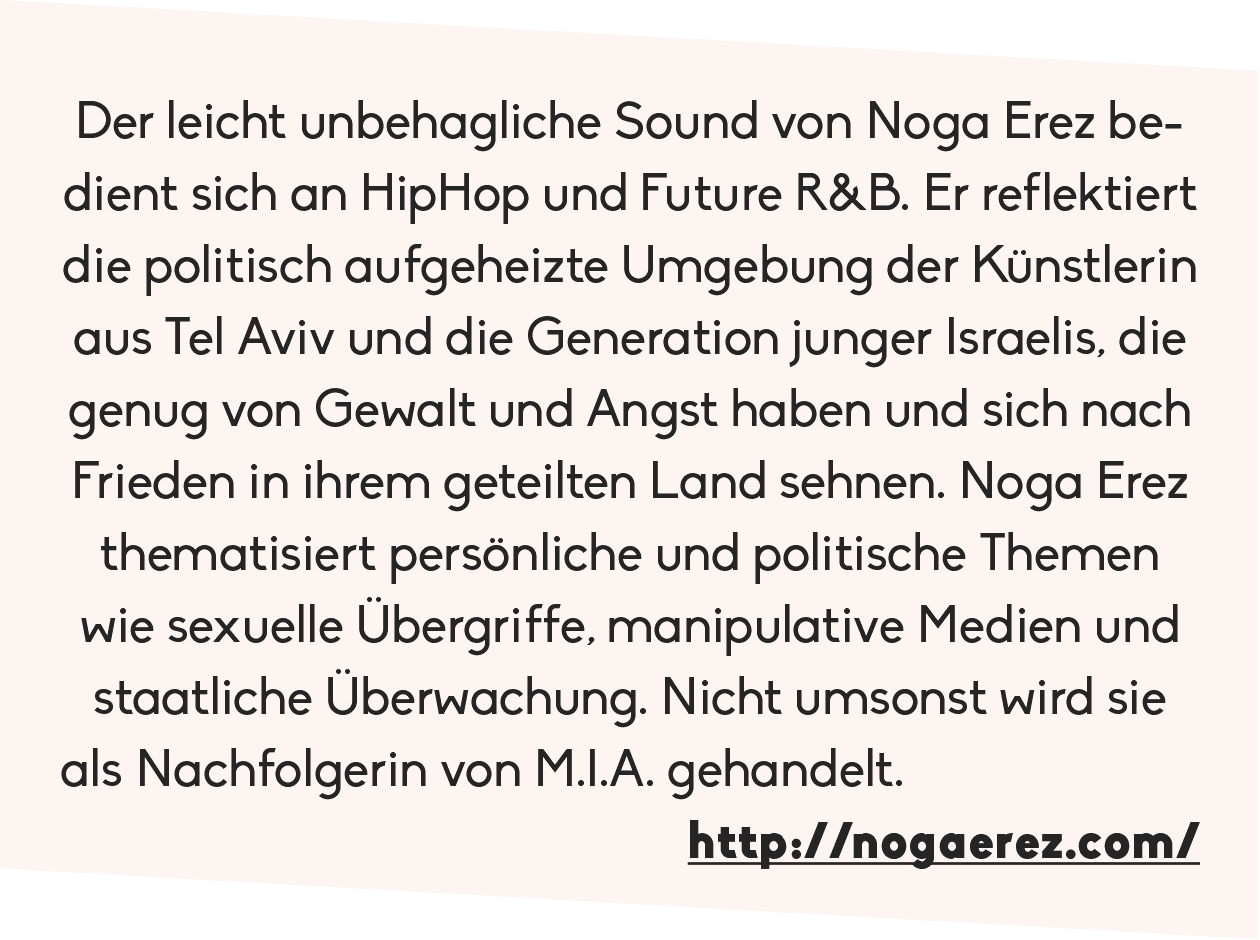 Der leicht unbehagliche Sound von Noga Erez be-
dient sich an HipHop und Future R&B. Er reflektiert
die politisch aufgeheizte Umgebung der Künstlerin
aus Tel Aviv und die Generation junger Israelis, die
genug von Gewalt und Angst haben und sich nach
Frieden in ihrem geteilten Land sehnen. Noga Erez
thematisiert persönliche und politische Themen
wie sexuelle Übergriffe, manipulative Medien und
staatliche Überwachung. Nicht umsonst wird sie
als Nachfolgerin von M.I.A. gehandelt.
http://nogaerez.com/